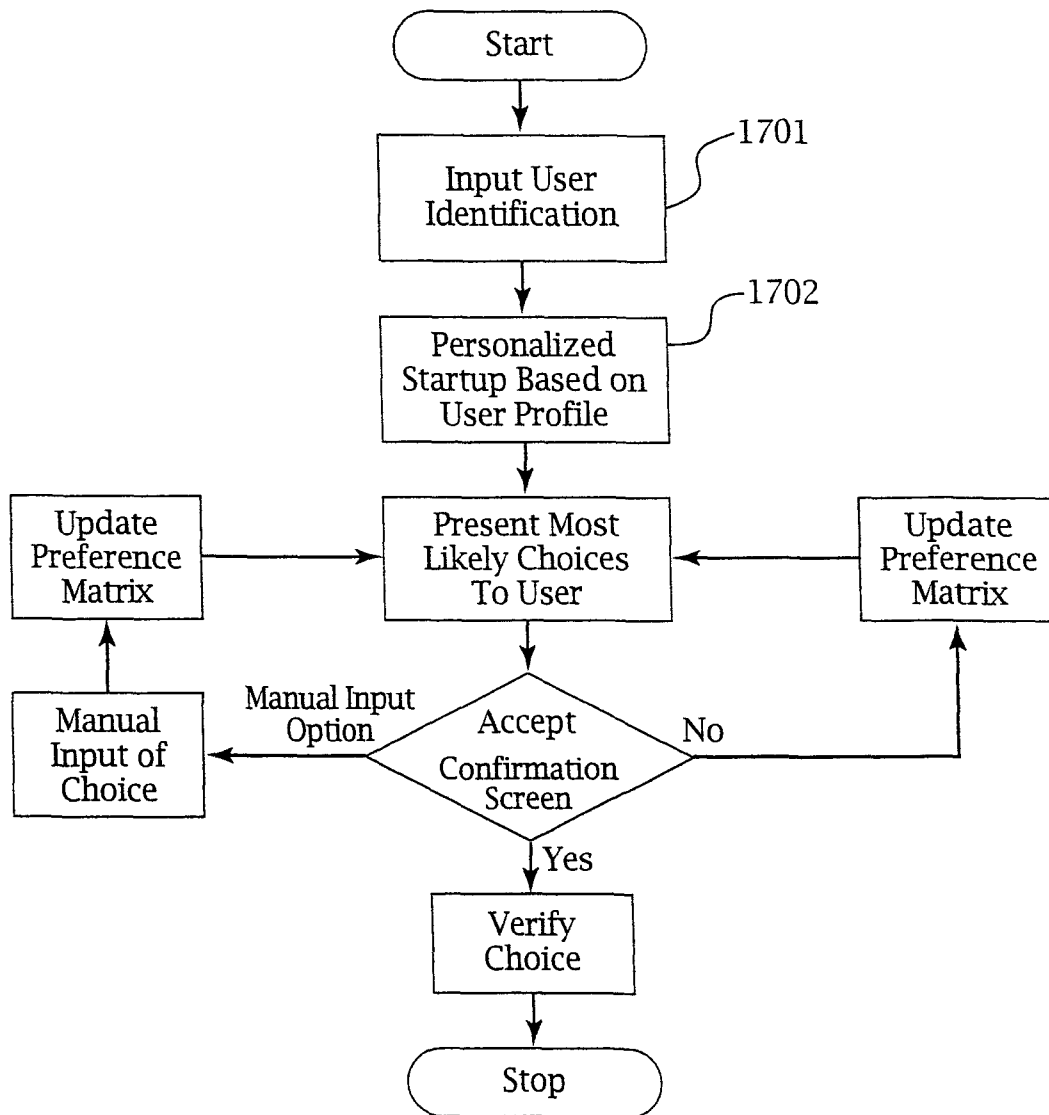 Start
1701
Input User
Identification
1702
Personalized
Startup Based on
User Profile
Update
Preference
Matrix
Present Most
Likely Choices
To User
Update
Preference
Matrix
Manual Input
Option
Manual
Input of
Choice
Accept
Confirmation
Screen
No
Yes
Verify
Choice
Stop